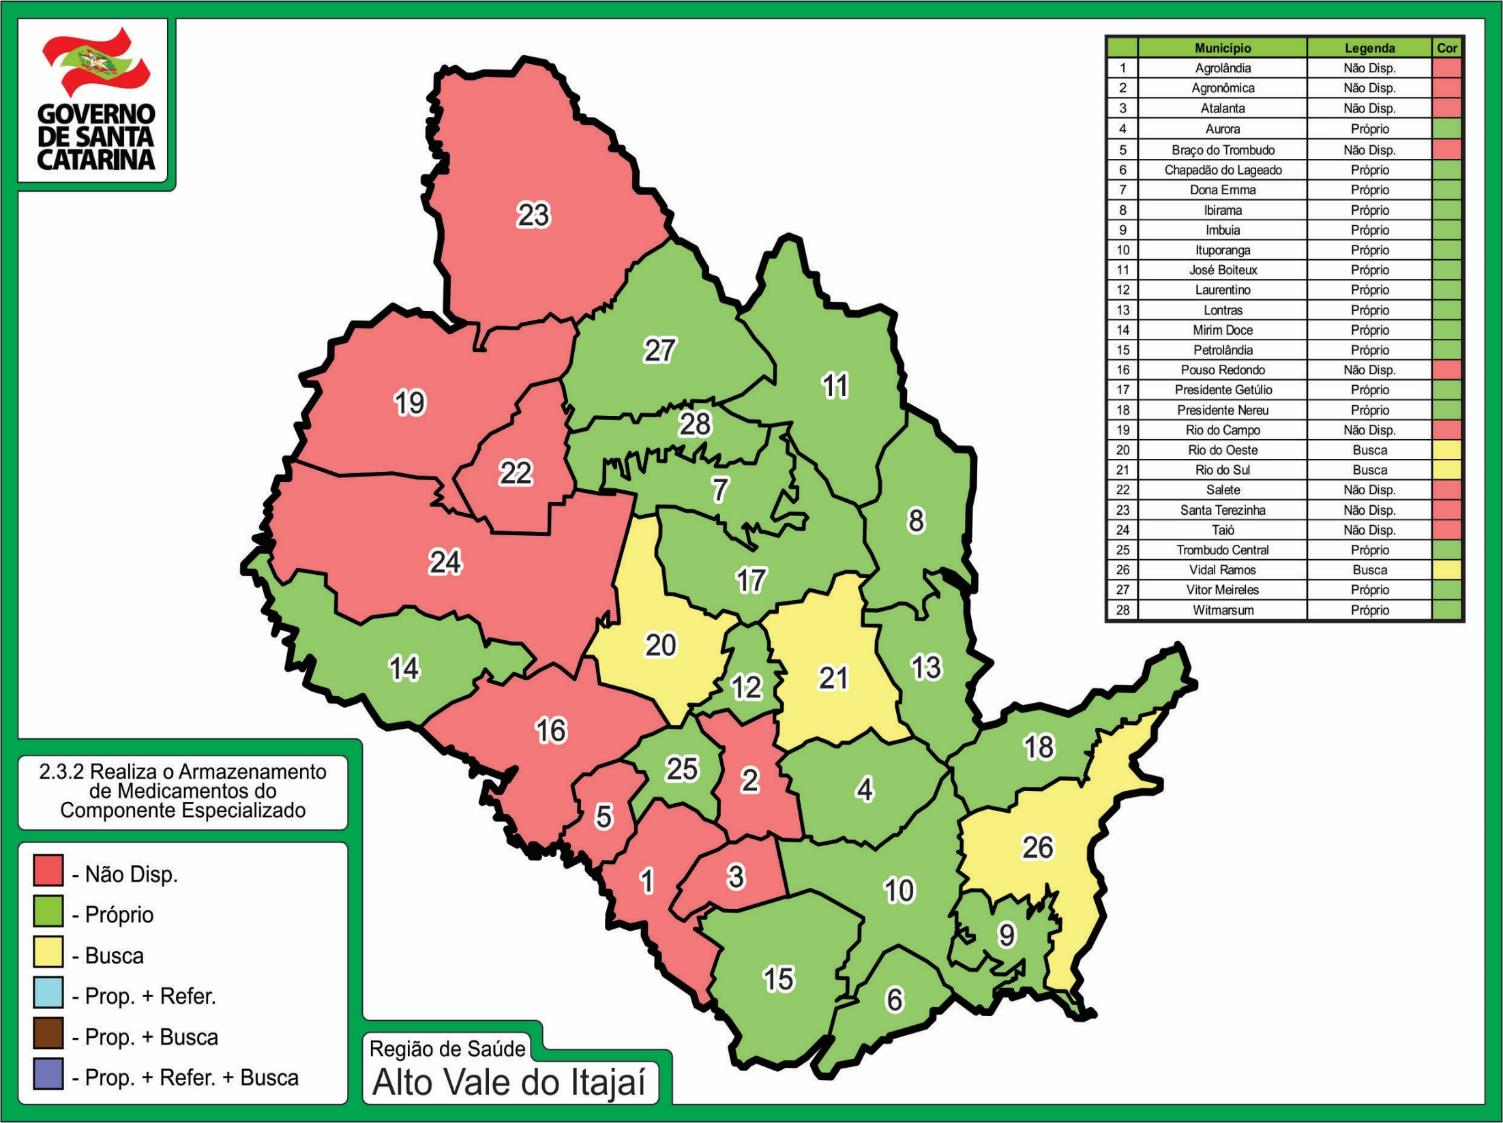 GOVERNO
DE SANTA
CATARINA
Município Legenda Cor
1 Agrolândia Não Disp.
2 Agronômica Não Disp.
3 Atalanta Não Disp.
4 Aurora Próprio
5 Braço do Trombudo Não Disp.
6 Chapadão do Lageado Próprio
7 Dona Emma Próprio
8 Ibirama Próprio
9 Imbuia Próprio
10 Ituporanga Próprio
11 José Boiteux Próprio
12 Laurentino Próprio
13 Lontras Próprio
14 Mirim Doce Próprio
15 Petrolândia Próprio
16 Pouso Redondo Não Disp.
17 Presidente Getúlio Próprio
18 Presidente Nereu Próprio
19 Rio do Campo Não Disp.
20 Rio do Oeste Busca
21 Rio do Sul Busca
22 Salete Não Disp.
23 Santa Terezinha Não Disp.
24 Taió Não Disp.
25 Trombudo Central Próprio
26 Vidal Ramos Busca
27 Vitor Meireles Próprio
28 Witmarsum Próprio
23
27
11
19
28
22
7
8
24
17
20
14
12
21
13
16
18
25
2
4
5
26
1
3
10
9
15
6
2.3.2 Realiza o Armazenamento
de Medicamentos do
Componente Especializado
- Não Disp.
- Próprio
- Busca
- Prop. + Refer.
- Prop. + Busca
- Prop. + Refer. + Busca
Região de Saúde
Alto Vale do Itajaí